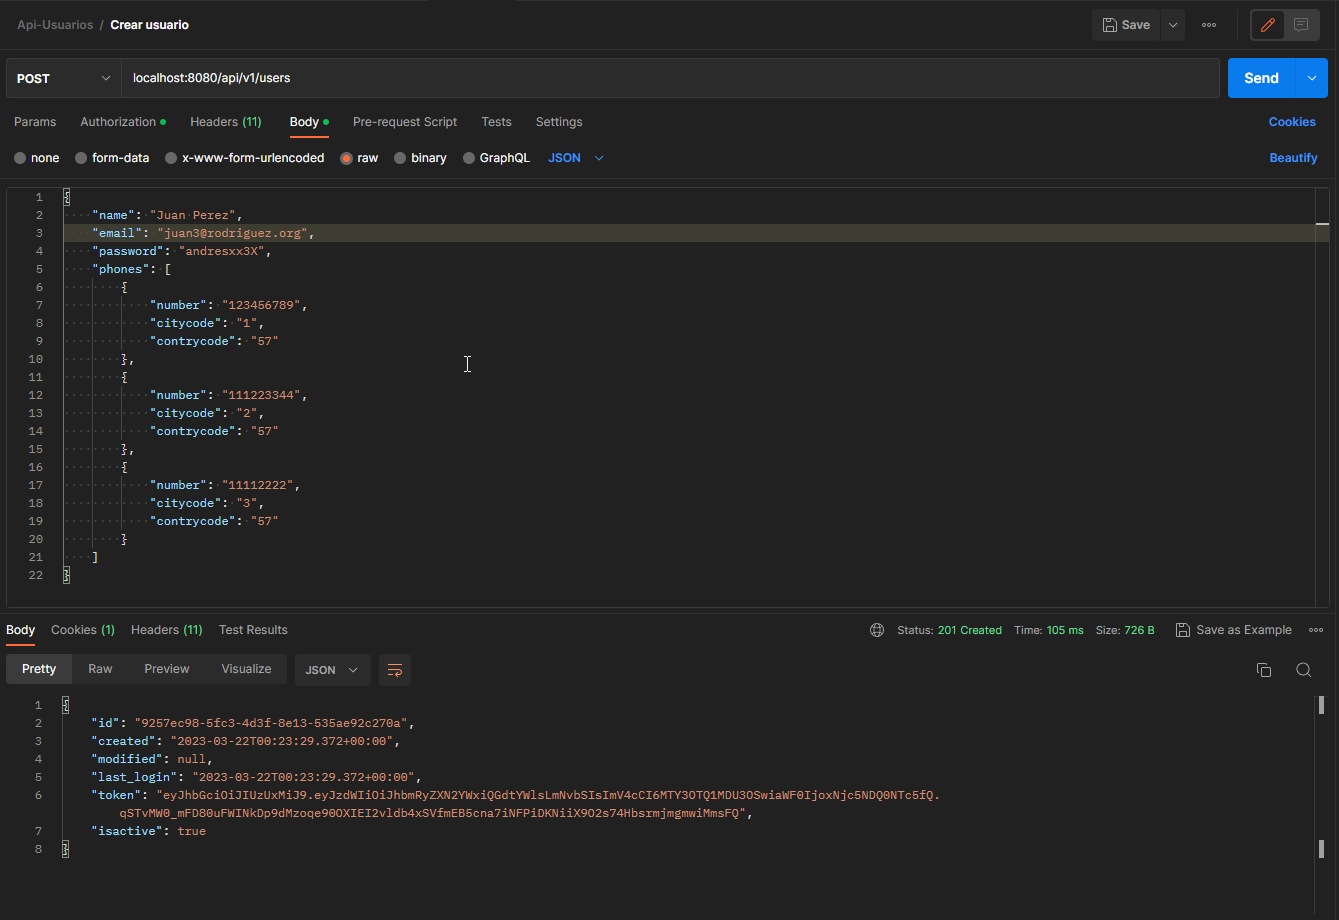 Api-Usuarios / Crear usuario
Save
POST
localhost:8080/api/v1/users
Send
Params Authorization Headers (11) Body Pre-request Script Tests Settings Cookies
none form-data x-www-form-urlencoded raw binary GraphQL JSON Beautify
1 {
2 "name": "Juan Perez",
3 "email": "juan3@rodriguez.org",
4 "password": "andresxx3X",
5 "phones": [
6 {
7 "number": "123456789",
8 "citycode": "1",
9 "contrycode": "57"
10 },
11 {
12 "number": "111223344",
13 "citycode": "2",
14 "contrycode": "57"
15 },
16 {
17 "number": "11112222",
18 "citycode": "3",
19 "contrycode": "57"
20 }
21 ]
22 }
Body Cookies (1) Headers (11) Test Results Status: 201 Created Time: 105 ms Size: 726 B Save as Example
Pretty Raw Preview Visualize JSON
1 {
2 "id": "9257ec98-5fc3-4d3f-8e13-535ae92c270a",
3 "created": "2023-03-22T00:23:29.372+00:00",
4 "modified": null,
5 "last_login": "2023-03-22T00:23:29.372+00:00",
6 "token": "eyJhbGciOiJIUzUxMiJ9.eyJzdWIiOiJhbmRyZXN2YWxiQGdtYWlsLmNvbSIsImV4cCI6MTY3OTQ1MDU3OSwiaWF0IjoxNjc5NDQ0NTc5fQ.
qSTvMW0_mFD80uFWINkDp9dMzoqe90OXIEI2vldb4xSVfmEB5cna7iNFPiDKNiiX9O2s74HbsrmjmgmwiMmsFQ",
7 "isactive": true
8 }